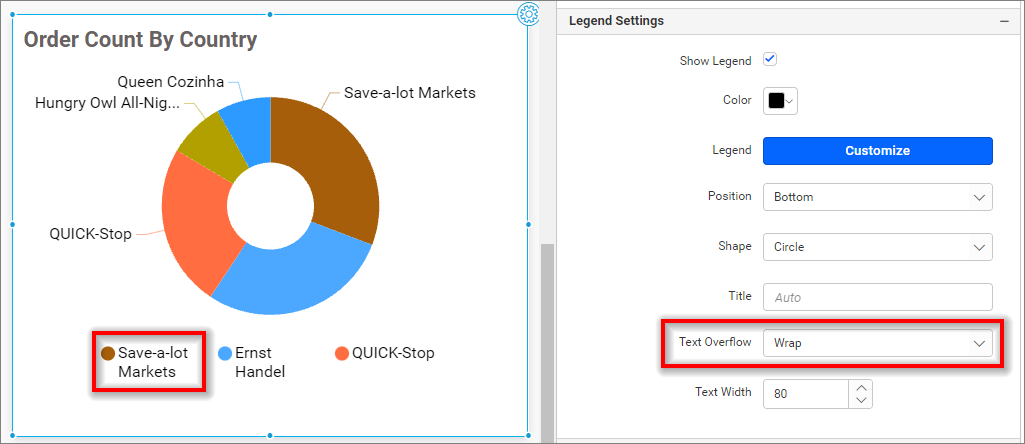 Order Count By Country
Queen Cozinha
Hungry Owl All-Nig...
Save-a-lot Markets
QUICK-Stop
Save-a-lot
Markets
Ernst
Handel
QUICK-Stop
Legend Settings
Show Legend
Color
Legend Customize
Position Bottom
Shape Circle
Title Auto
Text Overflow Wrap
Text Width 80